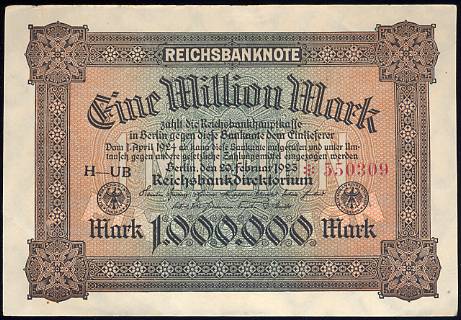 REICHSBANKNOTE
Eine Million Mark
zahlt die Reichsbankhauptkasse
in Berlin gegen diese Banknote dem Einlieferer
Vom 1. April 1924 ab kann diese Banknote aufgerufen und unter Um-
tausch gegen andere gesetzliche Zahlungsmittel eingezogen werden
Berlin, den 20. Februar 1923
H-UB
550309
Reichsbankdirektorium
Mark 1.000.000 Mark